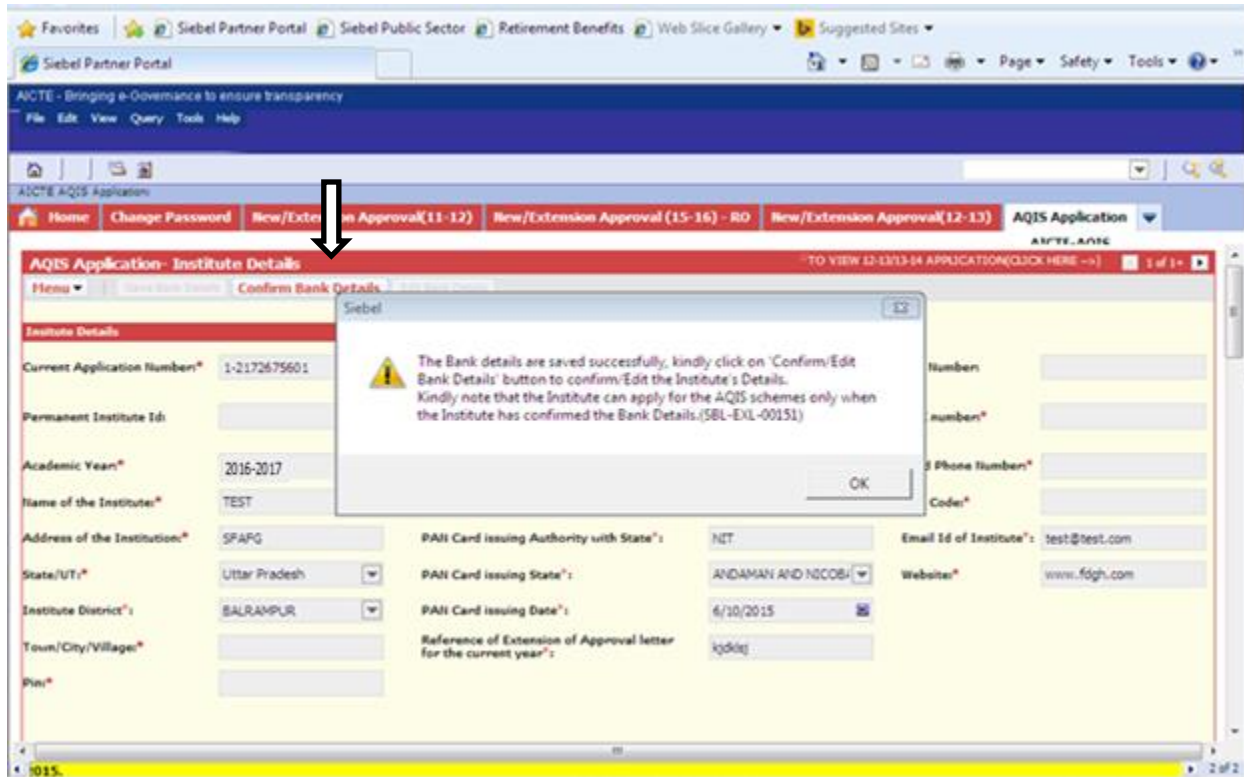 Favorites Siebel Partner Portal Siebel Public Sector Retirement Benefits Web Slice Gallery Suggested Sites
Siebel Partner Portal Page Safety Tools
AICTE - Bringing e-Governance to ensure transparency
File Edit View Query Tools Help
AICTE AQIS Application:
Home Change Password New/Extension Approval(11-12) New/Extension Approval (15-16) - RO New/Extension Approval(12-13) AQIS Application
AICTE-AQIS
AQIS Application- Institute Details TO VIEW 12-13/13-14 APPLICATION(CLICK HERE -->) 1 of 1+
Menu Save Bank Details Confirm Bank Details Edit Bank Details
Siebel
Institute Details
The Bank details are saved successfully, kindly click on 'Confirm/Edit
Bank Details' button to confirm/Edit the Institute's Details.
Kindly note that the Institute can apply for the AQIS schemes only when
the Institute has confirmed the Bank Details.(SBL-EXL-00151)
OK
Current Application Number:* 1-2172675601 Number:
Permanent Institute Id: number:*
Academic Year:* 2016-2017 Phone Number:*
Name of the Institute:* TEST Code:*
Address of the Institution:* SFAFG PAN Card issuing Authority with State*: NIT Email Id of Institute*: test@test.com
State/UT:* Uttar Pradesh PAN Card issuing State*: ANDAMAN AND NICOBA Website:* www..fdgh.com
Institute District*: BALRAMPUR PAN Card issuing Date*: 6/10/2015
Town/City/Village:* Reference of Extension of Approval letter
for the current year*: kjdklej
Pin:*
2015. 2 of 2